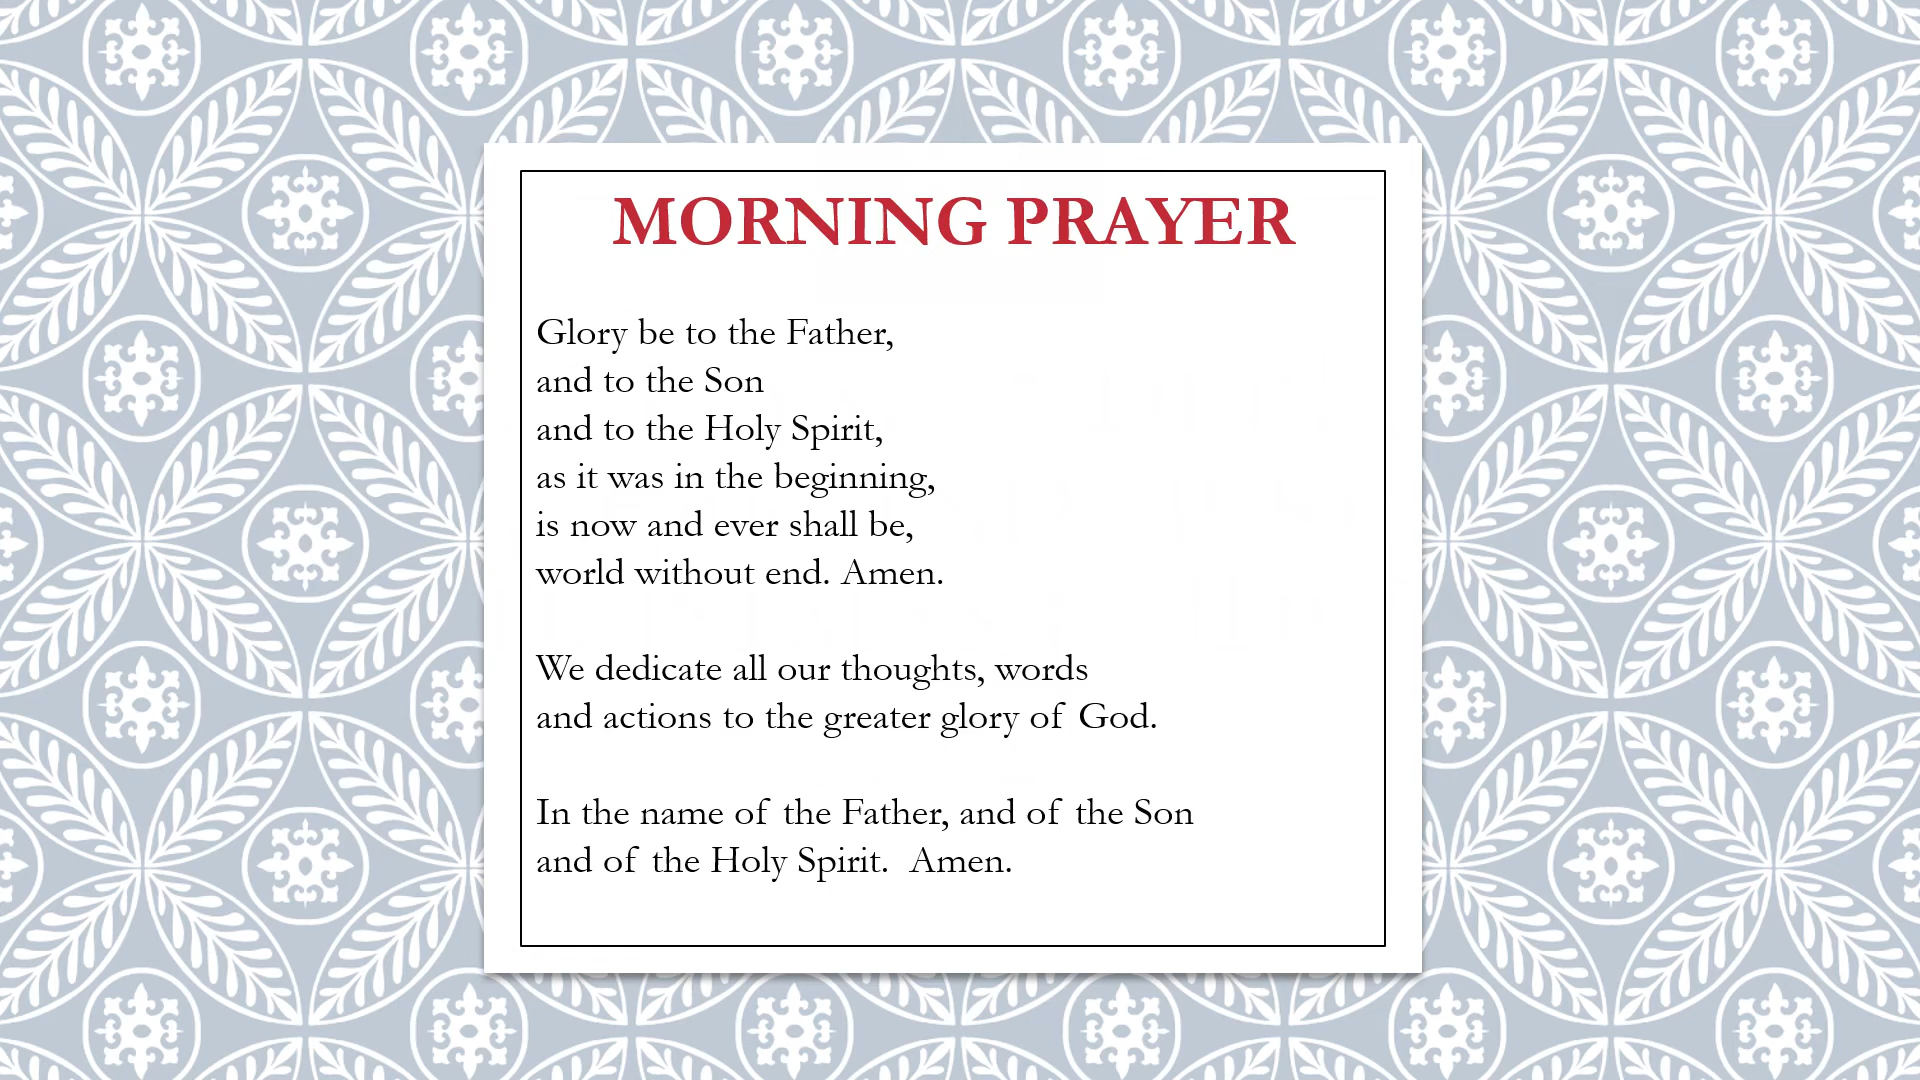 MORNING PRAYER
Glory be to the Father,
and to the Son
and to the Holy Spirit,
as it was in the beginning,
is now and ever shall be,
world without end. Amen.
We dedicate all our thoughts, words
and actions to the greater glory of God.
In the name of the Father, and of the Son
and of the Holy Spirit.  Amen.